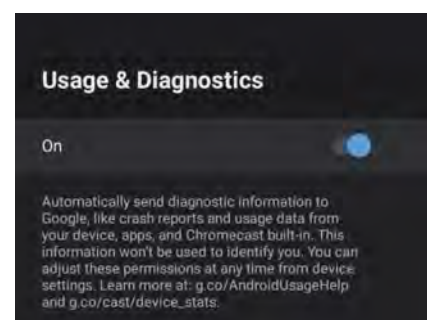 Usage & Diagnostics
On
Automatically send diagnostic information to
Google, like crash reports and usage data from
your device, apps, and Chromecast built-in. This
information won't be used to identify you. You can
adjust these permissions at any time from device
settings. Learn more at: g.co/AndroidUsageHelp
and g.co/cast/device_stats.